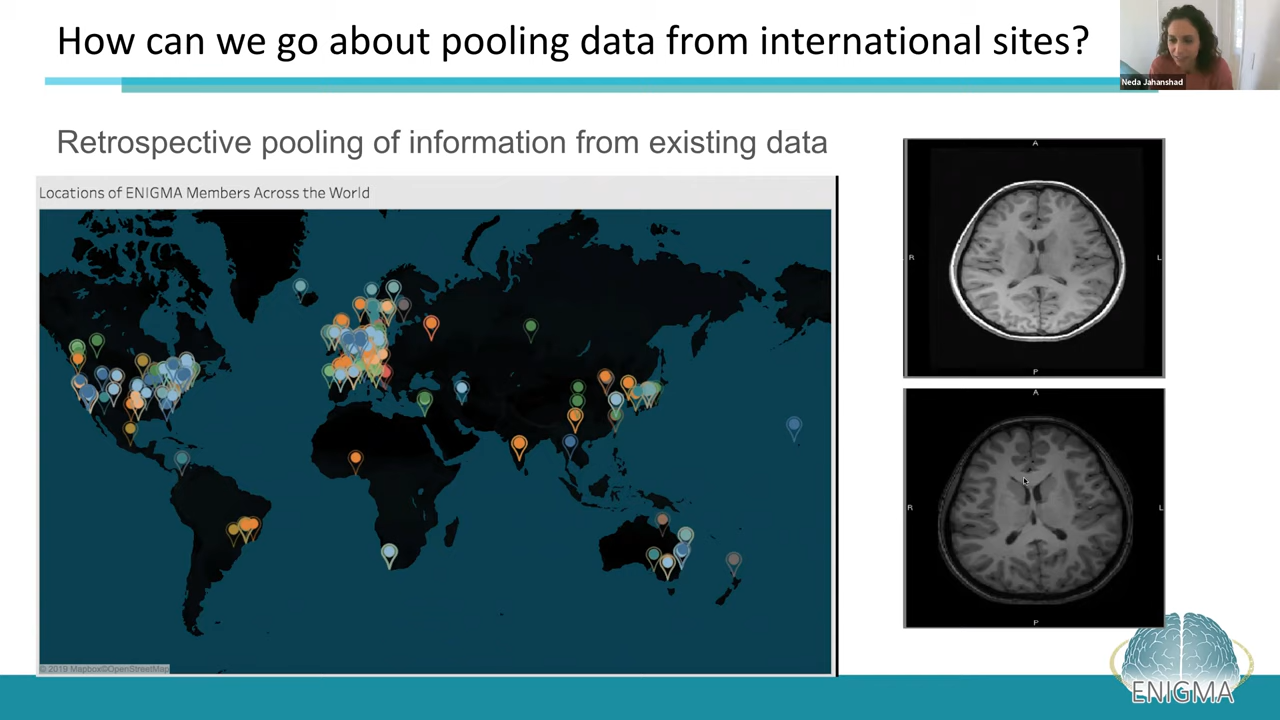 How can we go about pooling data from international sites?
Neda Jahanshad
Retrospective pooling of information from existing data
Locations of ENIGMA Members Across the World
© 2019 Mapbox©OpenStreetMap
A
R
L
P
A
R
L
P
ENIGMA